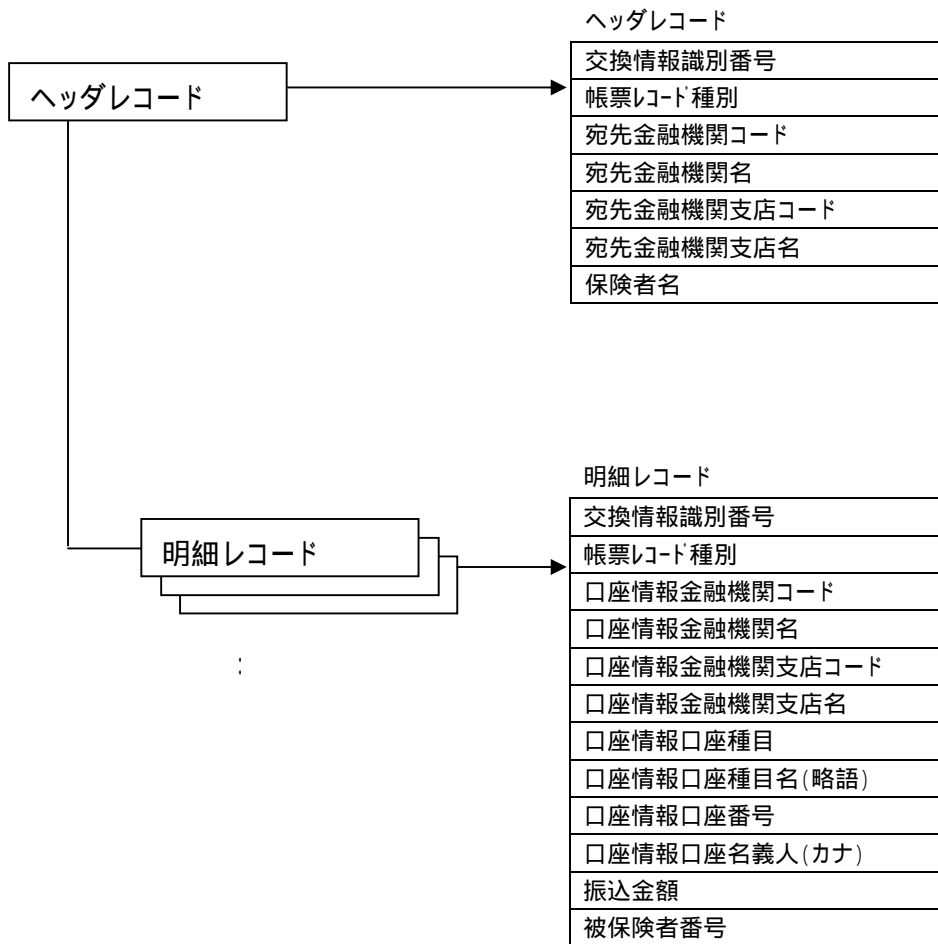 ヘッダレコード
ヘッダレコード
交換情報識別番号
帳票ﾚｺｰﾄﾞ種別
宛先金融機関コード
宛先金融機関名
宛先金融機関支店コード
宛先金融機関支店名
保険者名
明細レコード
明細レコード
交換情報識別番号
帳票ﾚｺｰﾄﾞ種別
口座情報金融機関コード
口座情報金融機関名
口座情報金融機関支店コード
口座情報金融機関支店名
口座情報口座種目
口座情報口座種目名(略語)
口座情報口座番号
口座情報口座名義人(カナ)
振込金額
被保険者番号
: